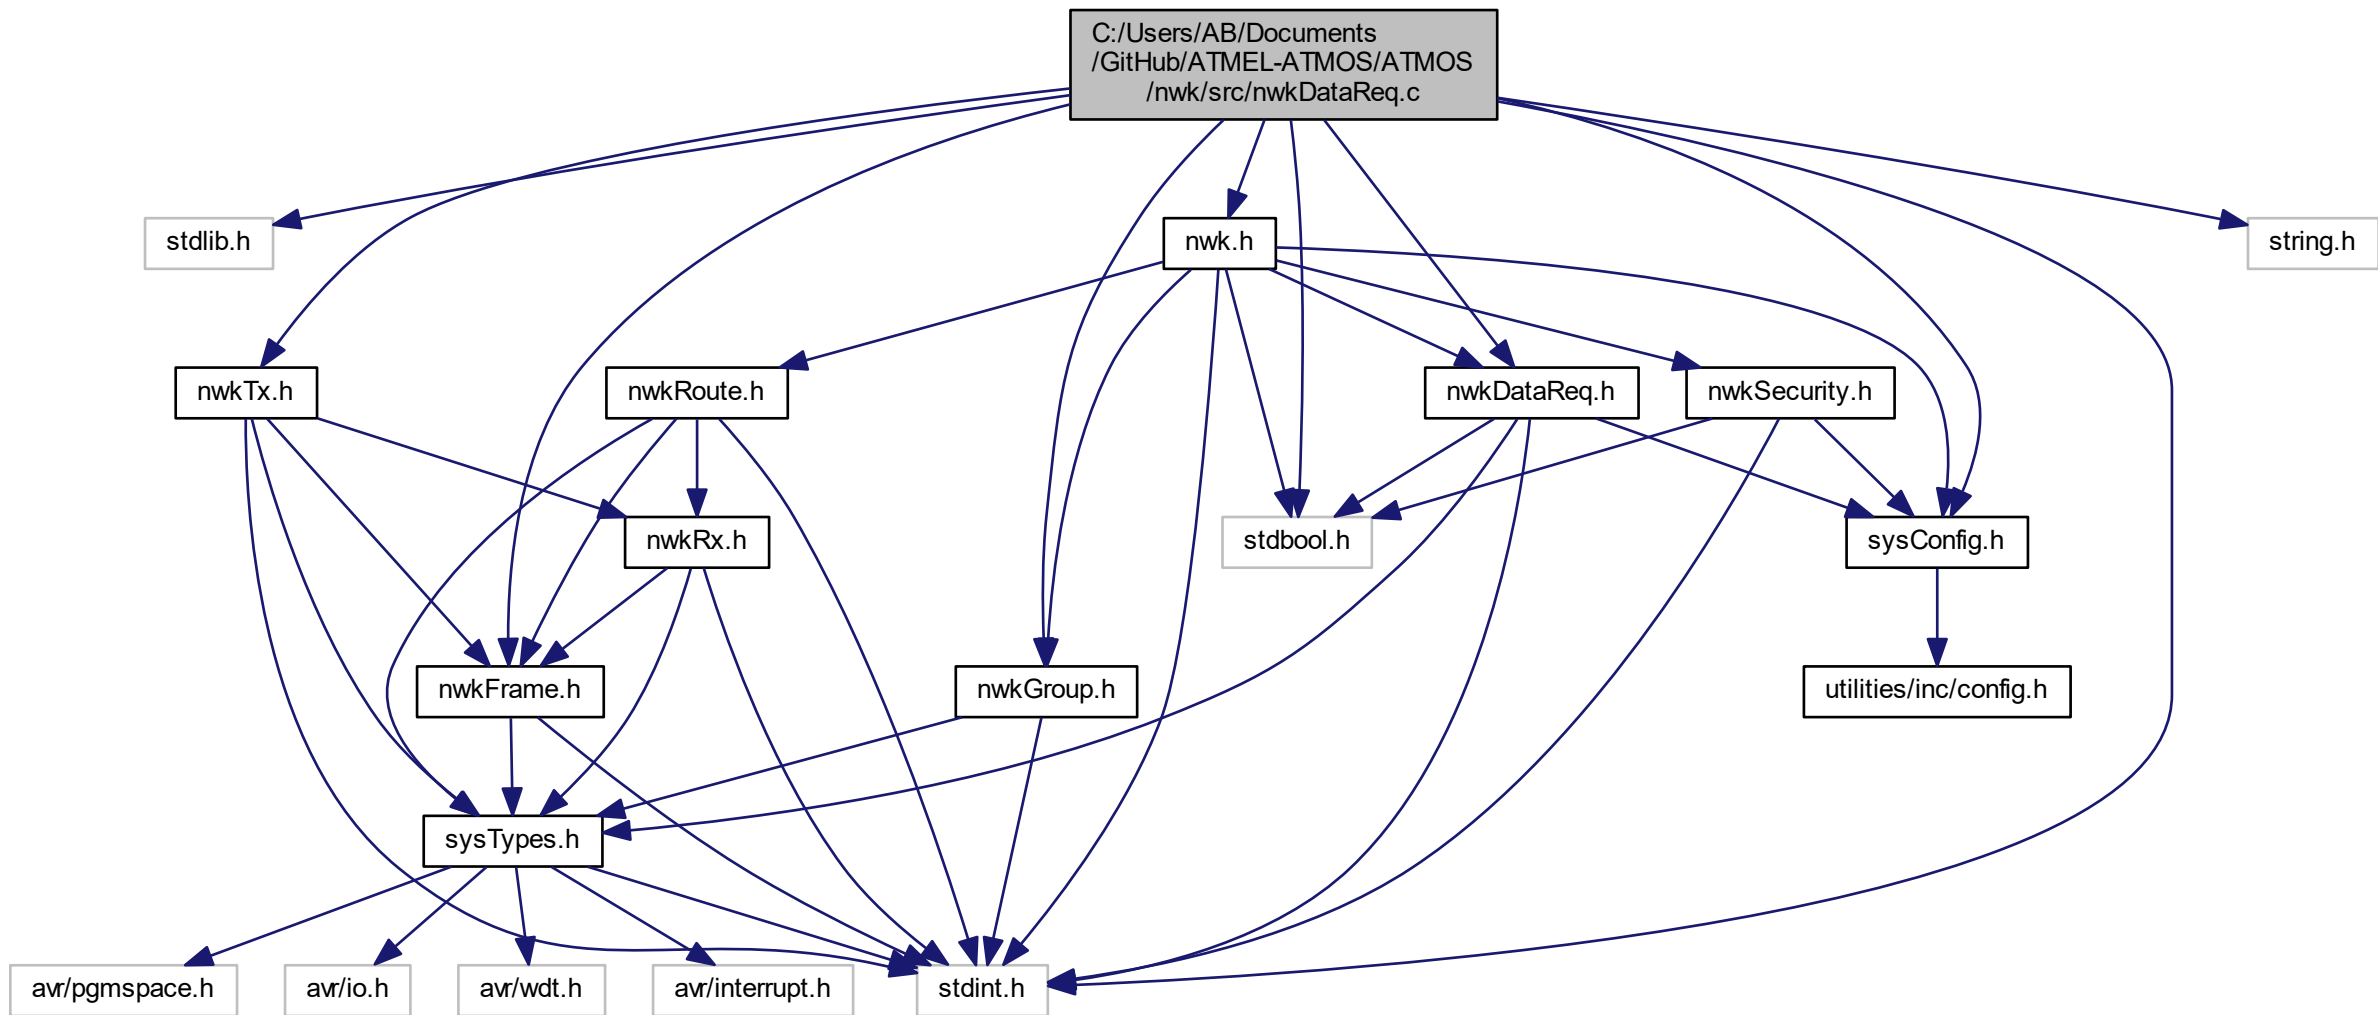 C:/Users/AB/Documents
/GitHub/ATMEL-ATMOS/ATMOS
/nwk/src/nwkDataReq.c
stdlib.h
nwk.h
string.h
nwkTx.h
nwkRoute.h
nwkDataReq.h
nwkSecurity.h
nwkRx.h
stdbool.h
sysConfig.h
nwkFrame.h
nwkGroup.h
utilities/inc/config.h
sysTypes.h
avr/pgmspace.h
avr/io.h
avr/wdt.h
avr/interrupt.h
stdint.h